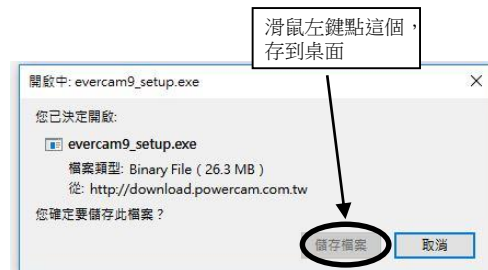 滑鼠左鍵點這個，
存到桌面
開啟中: evercam9_setup.exe
您已決定開啟:
evercam9_setup.exe
檔案類型: Binary File ( 26.3 MB )
從: http://download.powercam.com.tw
您確定要儲存此檔案？
儲存檔案 取消